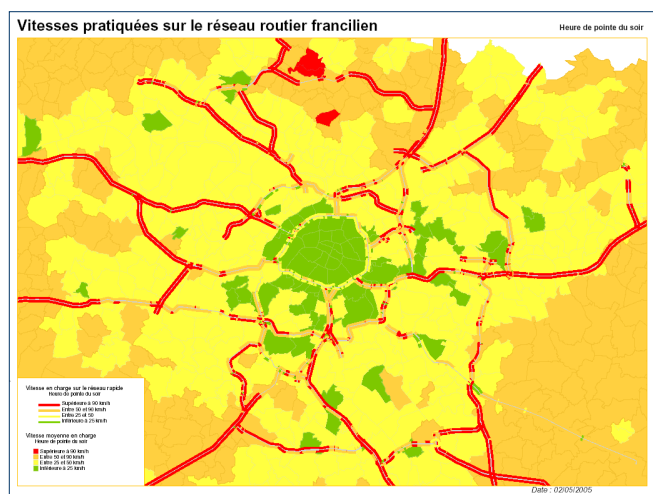 Vitesses pratiquées sur le réseau routier francilien
Heure de pointe du soir
Vitesse en charge sur le réseau rapide
Heure de pointe du soir
Supérieure à 90 km/h
Entre 50 et 90 km/h
Entre 25 et 50
Inférieure à 25 km/h
Vitesse moyenne en charge
Heure de pointe du soir
Supérieure à 90 km/h
Entre 50 et 90 km/h
Entre 25 et 50 km/h
Inférieure à 25 km/h
Date : 02/05/2005